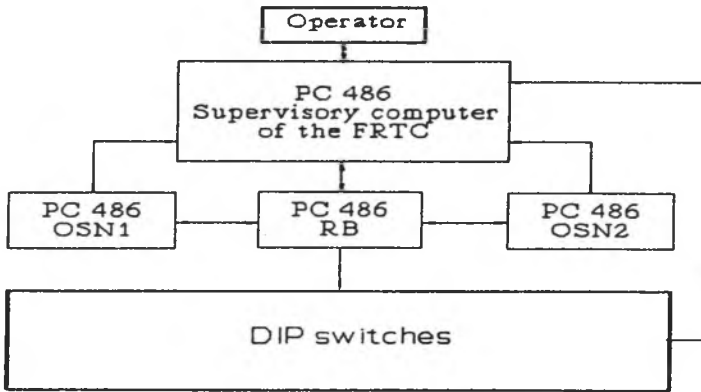 Operator
PC 486
Supervisory computer
of the FRTC
PC 486
OSN1
PC 486
RB
PC 486
OSN2
DIP switches